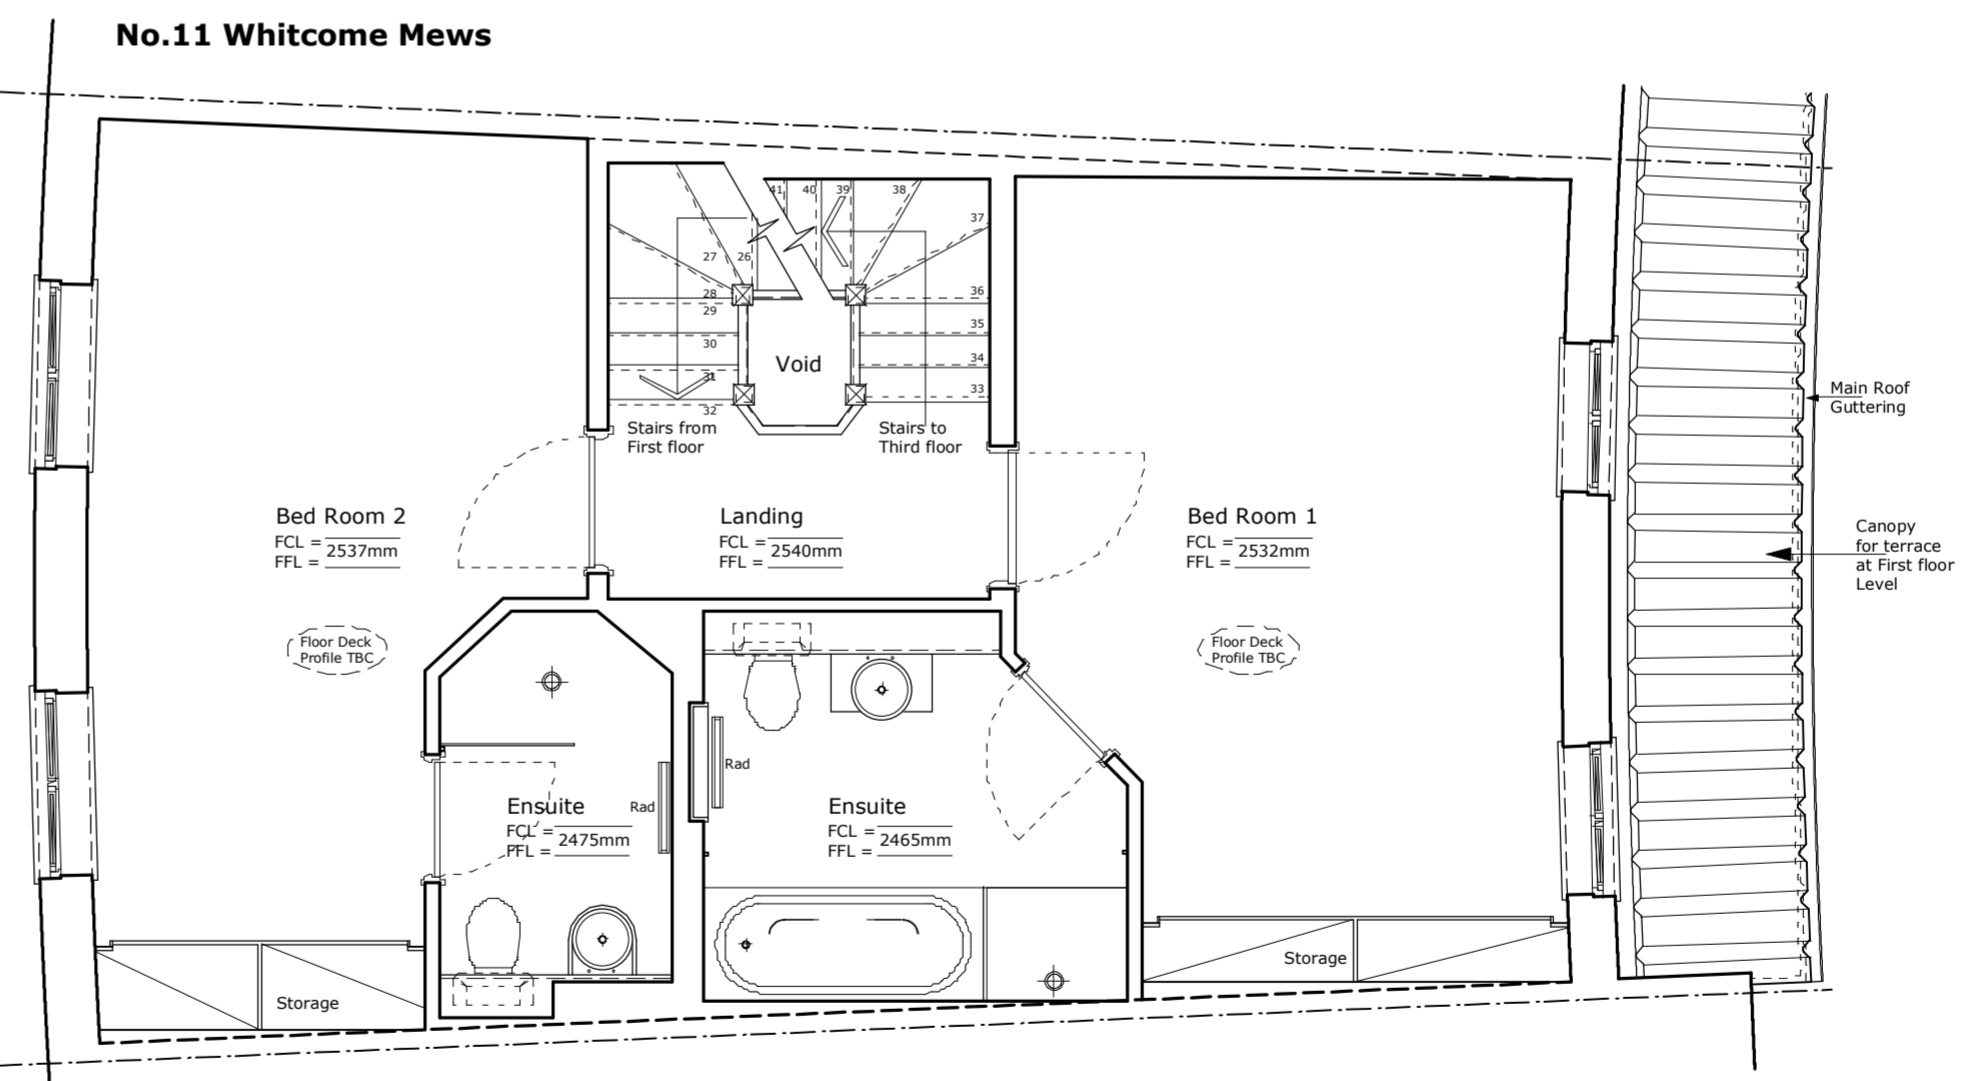 No.11 Whitcome Mews
41 40 39 38
37
27 26
28
29
30
31
32
36
35
34
33
Void
Stairs from
First floor
Stairs to
Third floor
Main Roof
Guttering
Bed Room 2
FCL =
2537mm
FFL =
Landing
FCL =
2540mm
FFL =
Bed Room 1
FCL =
2532mm
FFL =
Canopy
for terrace
at First floor
Level
Floor Deck
Profile TBC
Floor Deck
Profile TBC
Rad
Ensuite
FCL =
2475mm
FFL =
Rad
Ensuite
FCL =
2465mm
FFL =
Storage
Storage